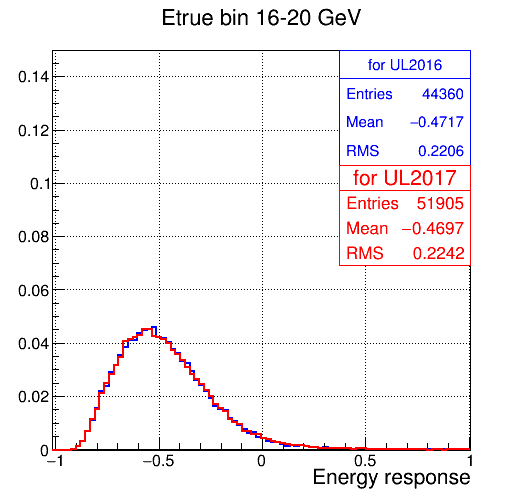 Etrue bin 16-20 GeV
for UL2016
Entries 44360
Mean −0.4717
RMS 0.2206
for UL2017
Entries 51905
Mean −0.4697
RMS 0.2242
0.14
0.12
0.1
0.08
0.06
0.04
0.02
0
−1 −0.5 0 0.5 1
Energy response